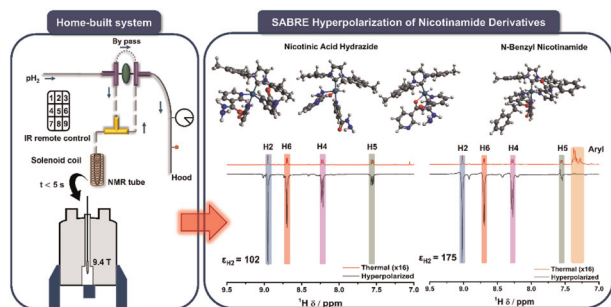 Home-built system
By pass
pH2
1 2 3
4 5 6
7 8 9
IR remote control
Solenoid coil
t < 5 s
NMR tube
Hood
9.4 T
SABRE Hyperpolarization of Nicotinamide Derivatives
Nicotinic Acid Hydrazide
N-Benzyl Nicotinamide
H2 H6 H4 H5
H2 H6 H4 H5 Aryl
εH2 = 102
Thermal (x16)
Hyperpolarized
εH2 = 175
Thermal (x16)
Hyperpolarized
9.0 8.5 8.0 7.5 7.0
9.0 8.5 8.0 7.5 7.0
1H δ / ppm
1H δ / ppm